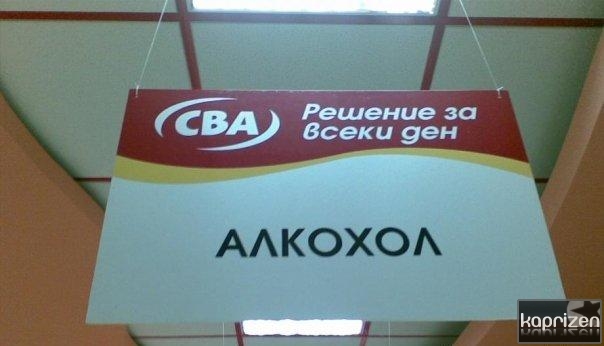 CBA
Решение за
всеки ден
АЛКОХОЛ
kaprizen